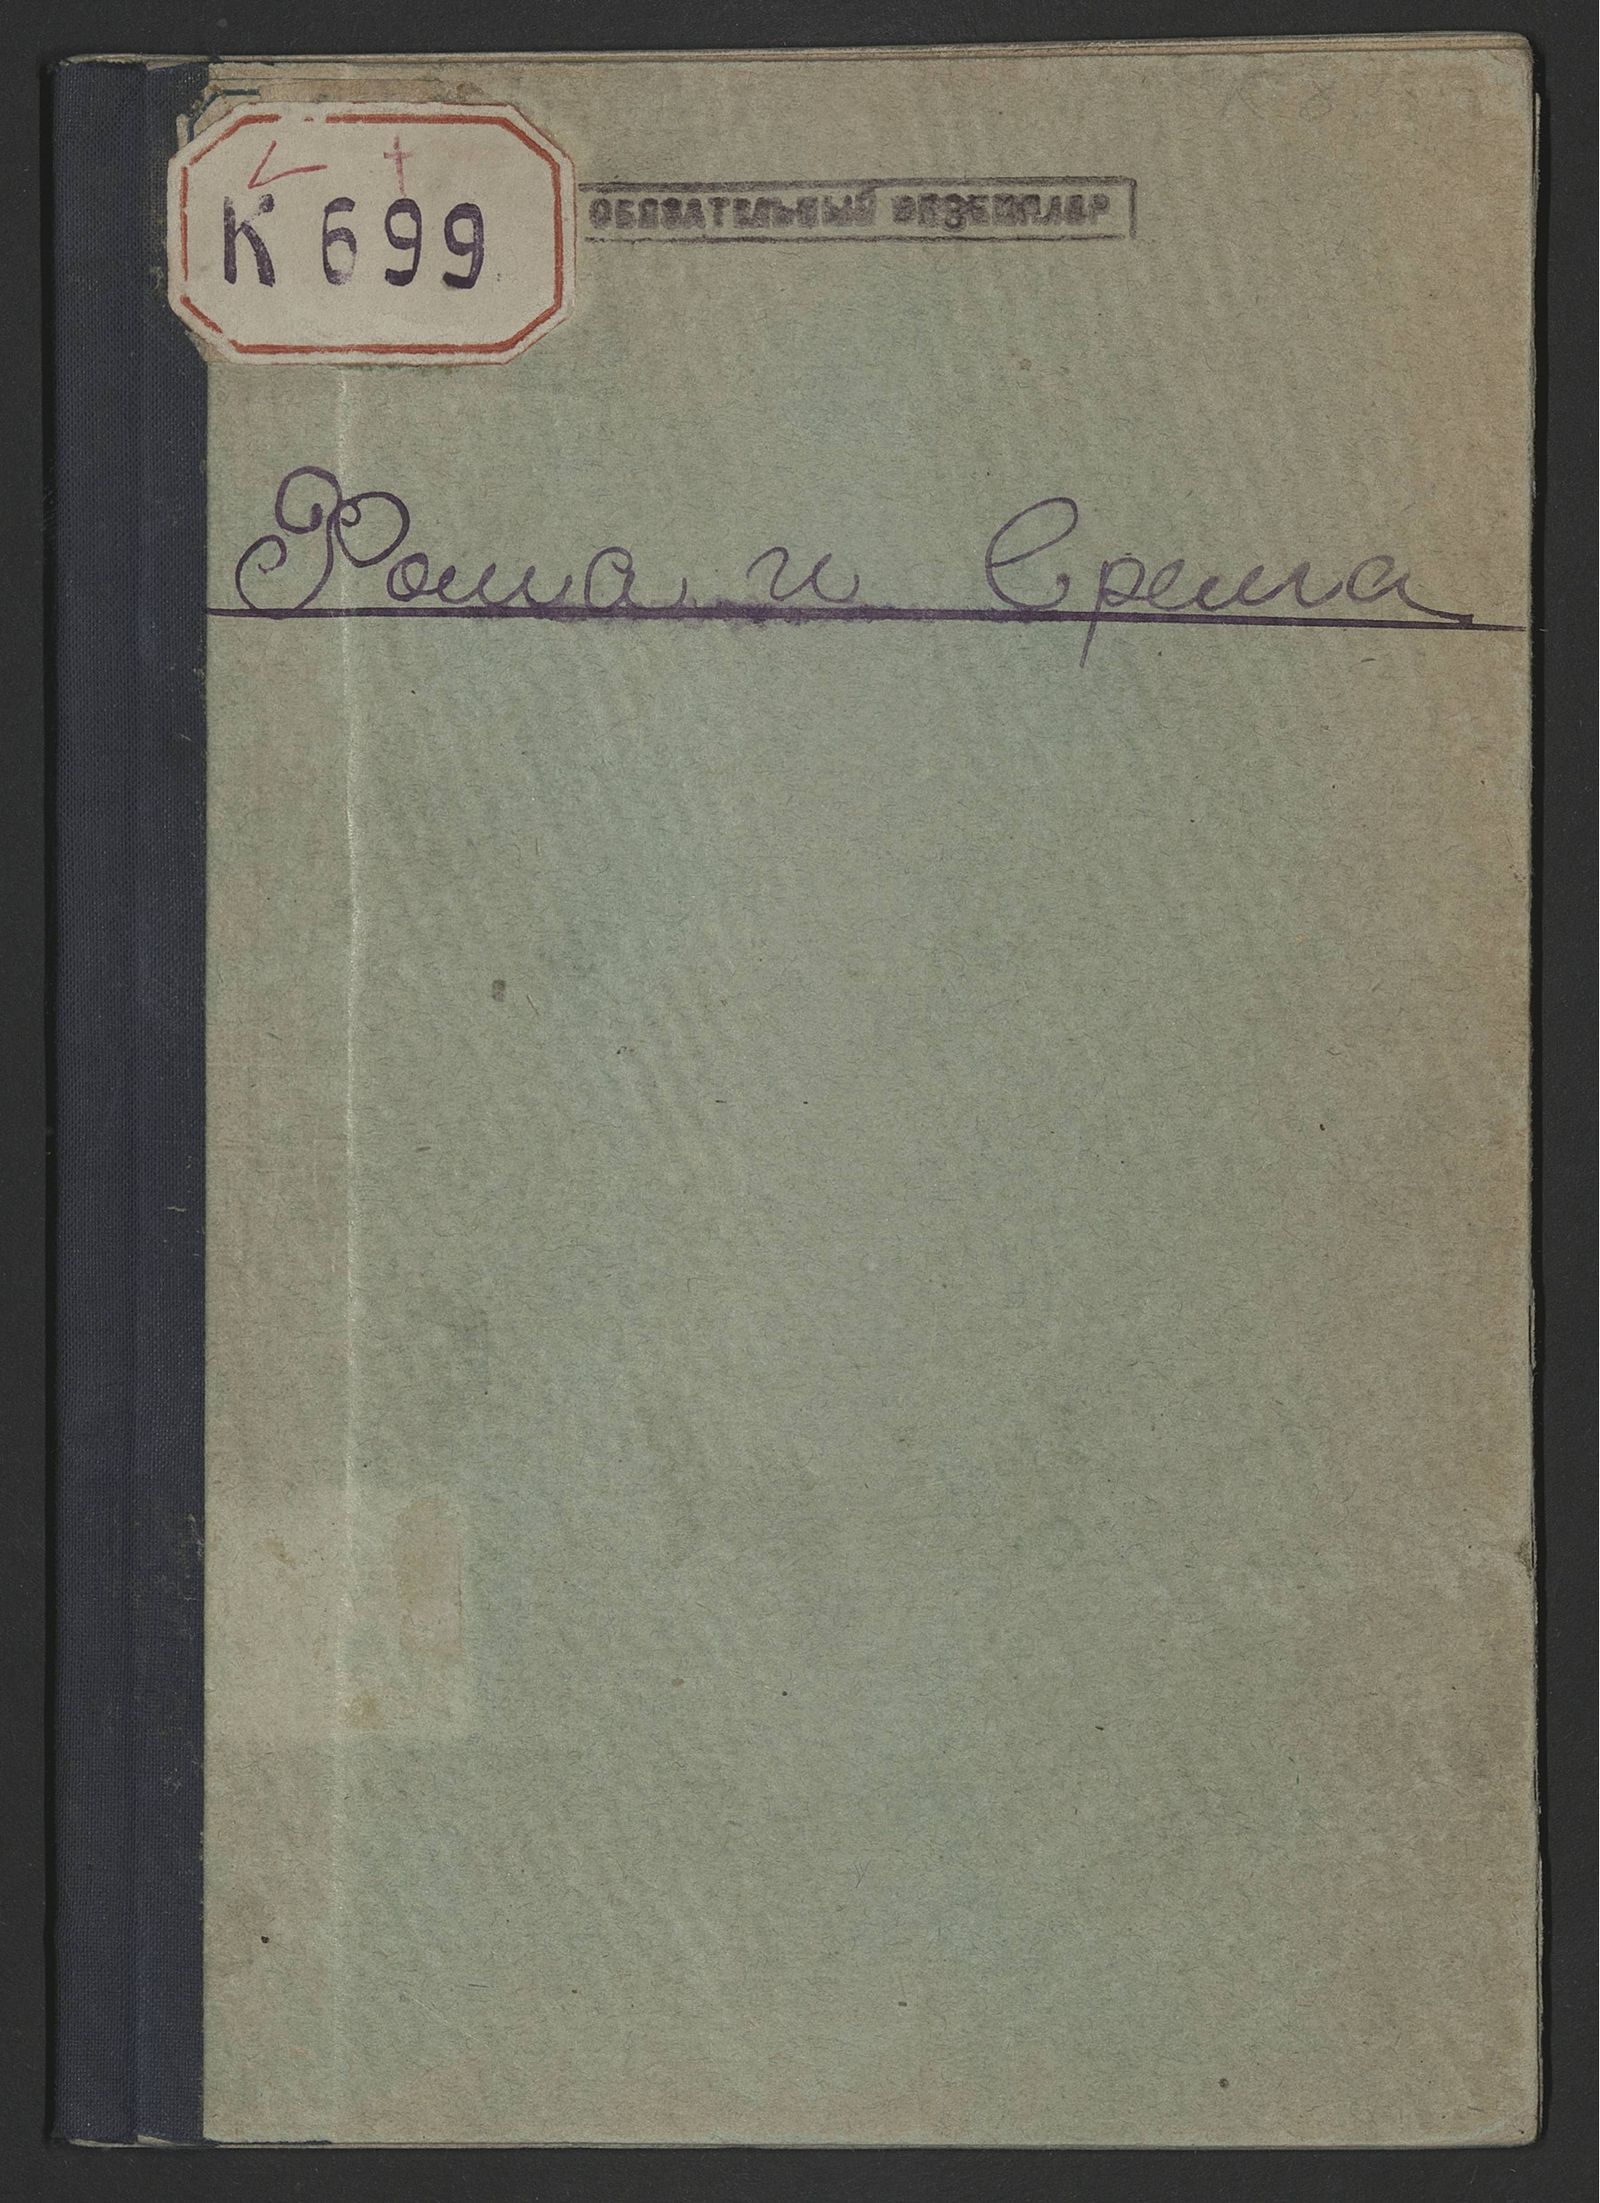 К 699
ОБЯЗАТЕЛЬНЫЙ ЭКЗЕМПЛЯР
Фома и Ерема